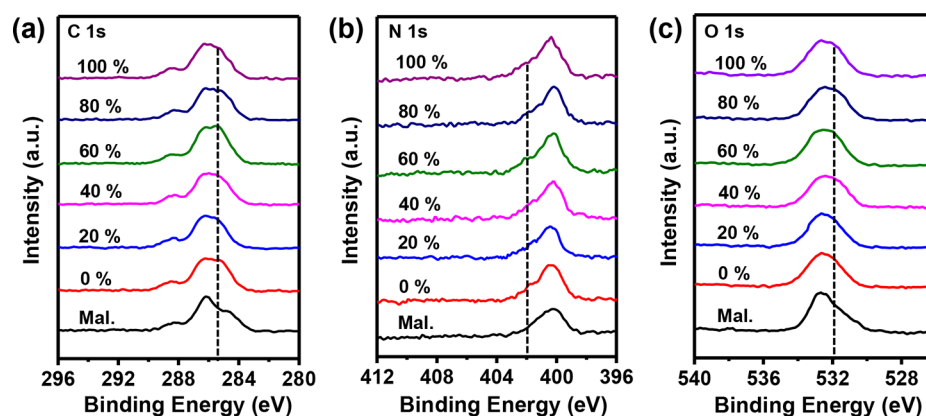 (a)
C 1s
100 %
80 %
60 %
40 %
20 %
0 %
Mal.
Intensity (a.u.)
296 292 288 284 280
Binding Energy (eV)
(b)
N 1s
100 %
80 %
60 %
40 %
20 %
0 %
Mal.
Intensity (a.u.)
412 408 404 400 396
Binding Energy (eV)
(c)
O 1s
100 %
80 %
60 %
40 %
20 %
0 %
Mal.
Intensity (a.u.)
540 536 532 528
Binding Energy (eV)